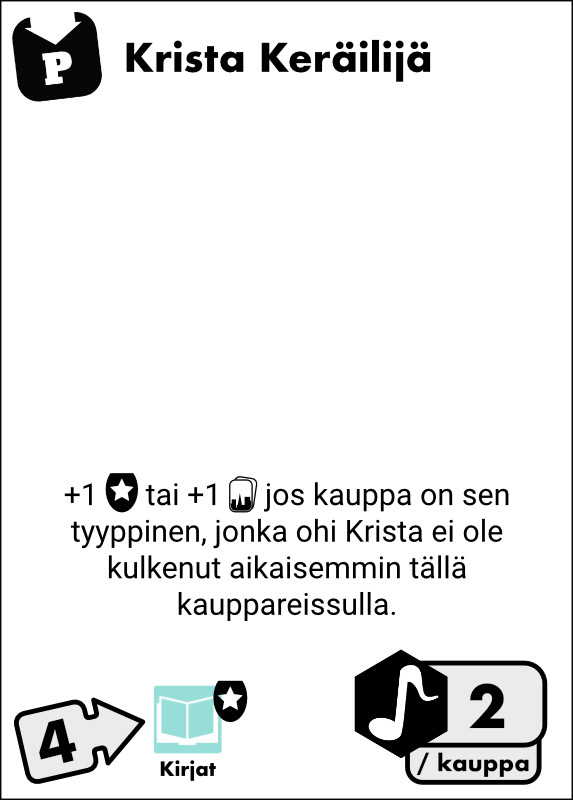 P
Krista Keräilijä
+1 tai +1 jos kauppa on sen
tyyppinen, jonka ohi Krista ei ole
kulkenut aikaisemmin tällä
kauppareissulla.
4
Kirjat
2
/ kauppa